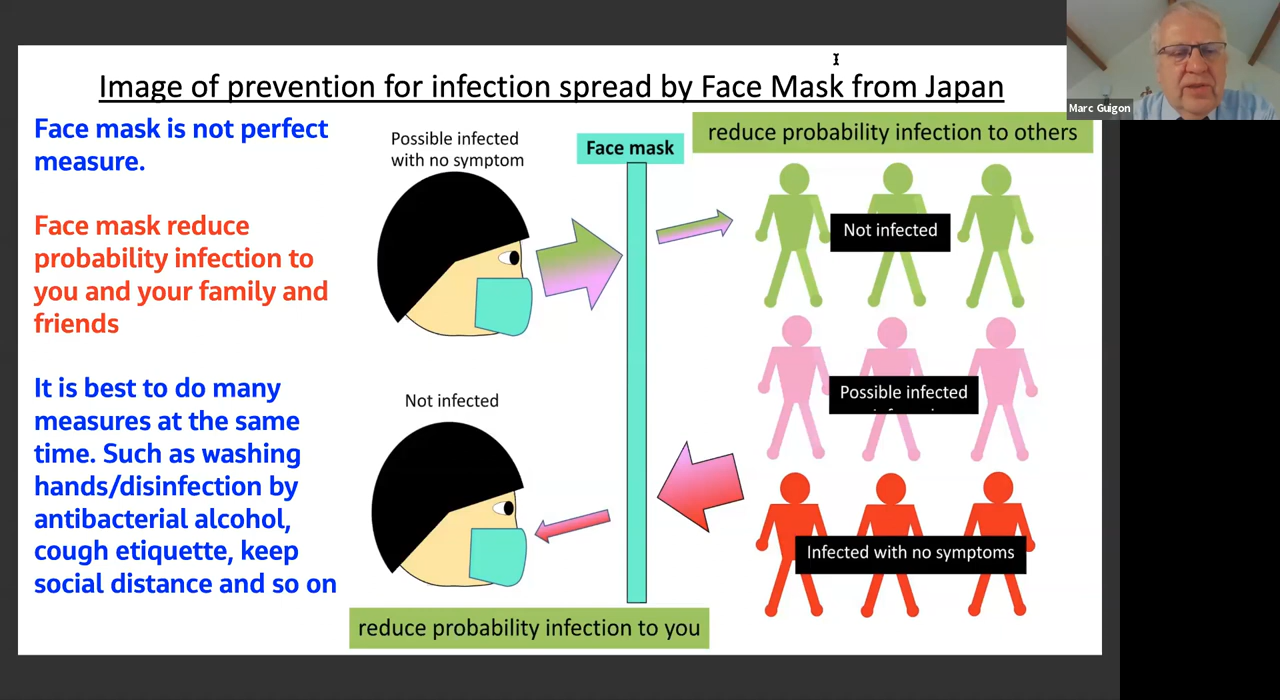 Image of prevention for infection spread by Face Mask from Japan
Marc Guigon
Face mask is not perfect
measure.
Face mask reduce
probability infection to
you and your family and
friends
It is best to do many
measures at the same
time. Such as washing
hands/disinfection by
antibacterial alcohol,
cough etiquette, keep
social distance and so on
Possible infected
with no symptom
Face mask
reduce probability infection to others
Not infected
Possible infected
Not infected
Infected with no symptoms
reduce probability infection to you